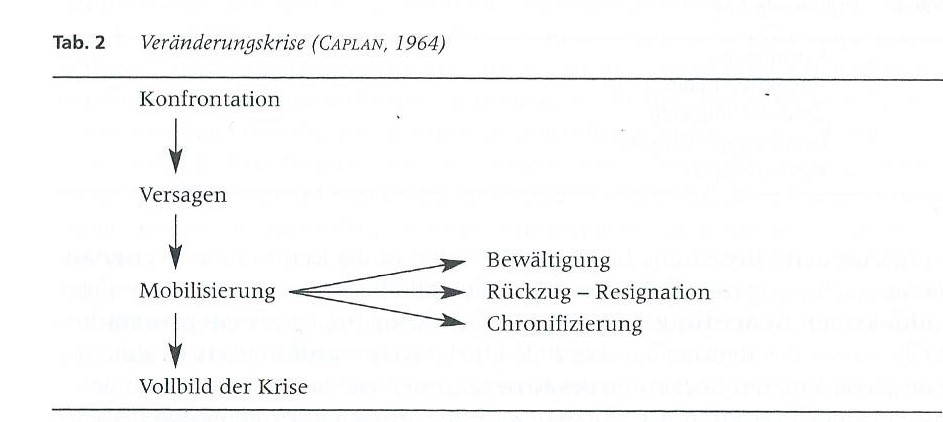 Tab. 2 Veränderungskrise (CAPLAN, 1964)
Konfrontation
Versagen
Mobilisierung
Bewältigung
Rückzug – Resignation
Chronifizierung
Vollbild der Krise